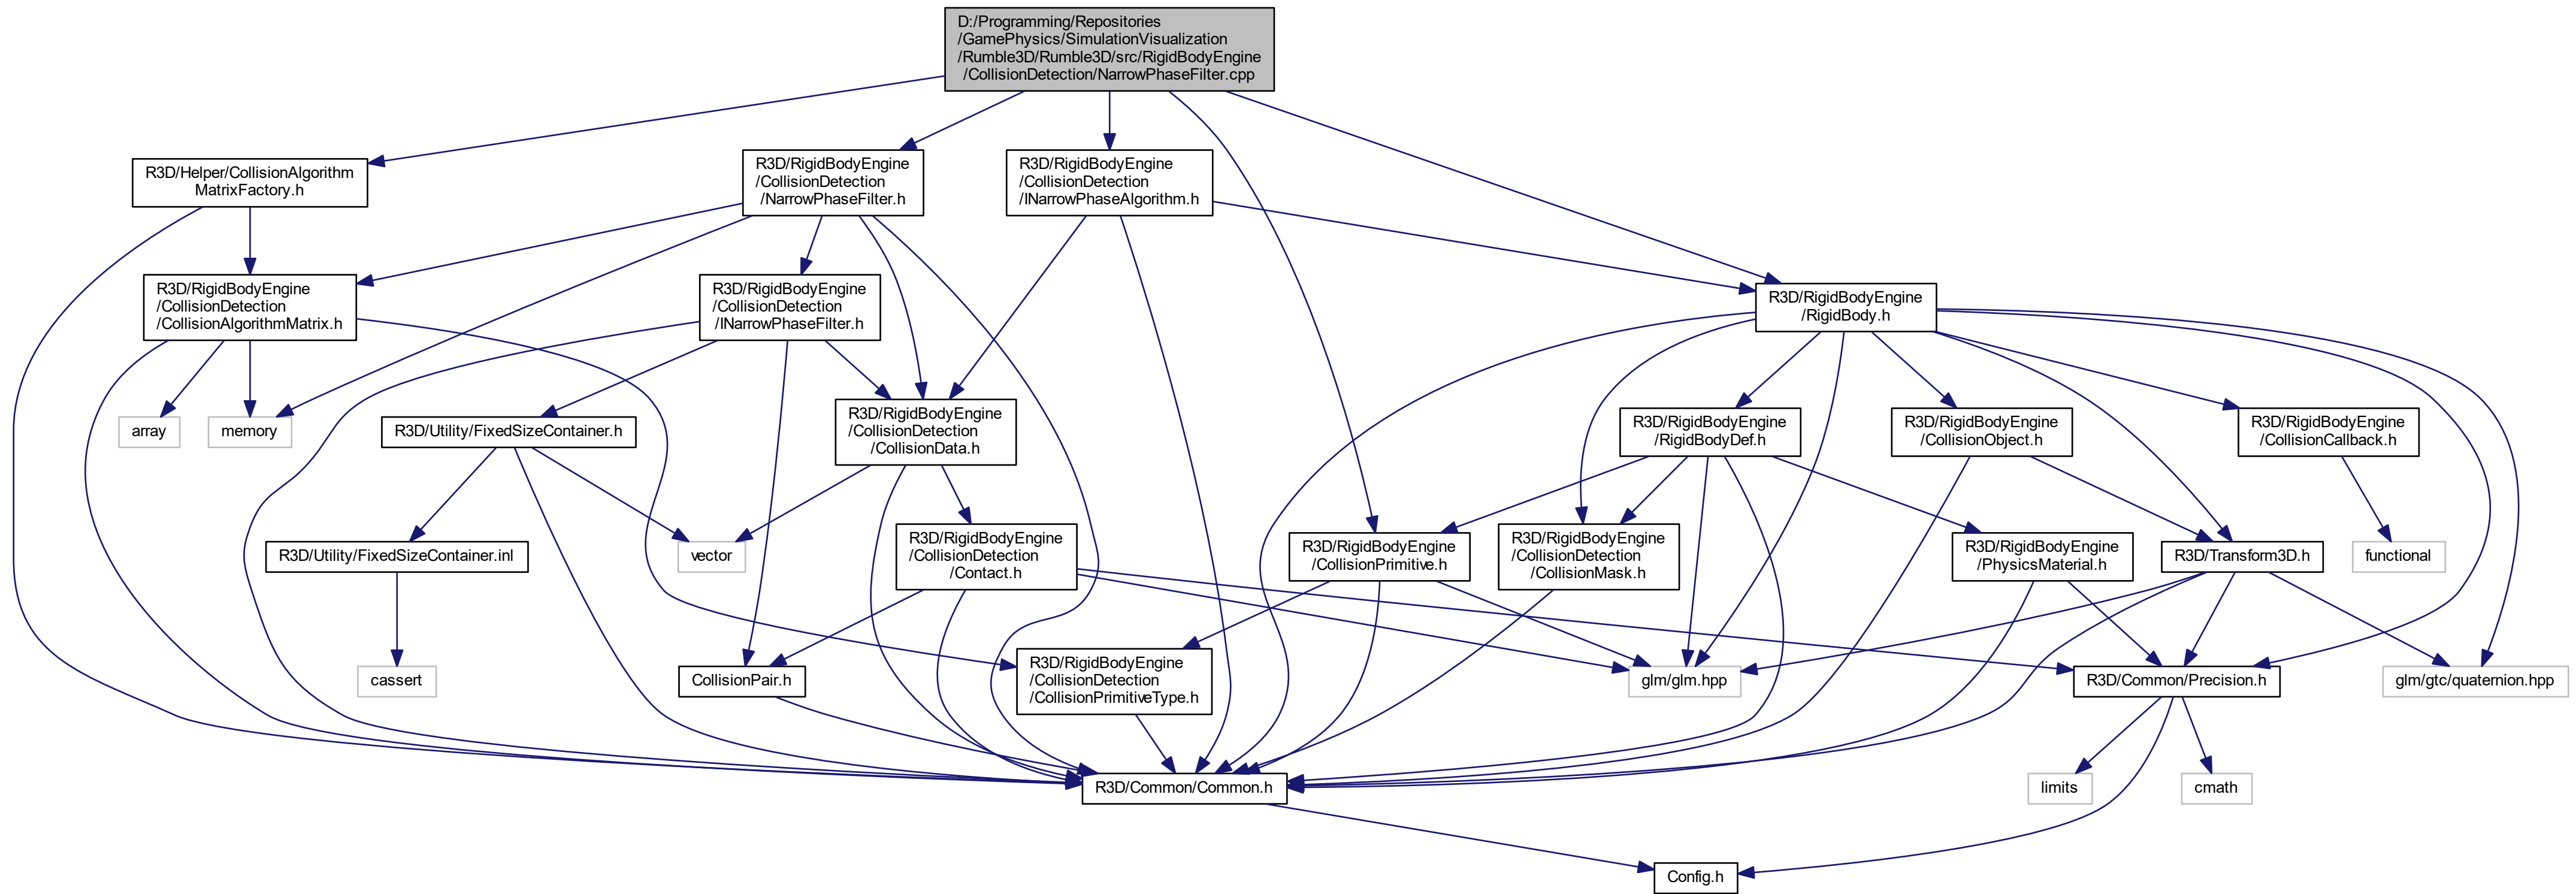 D:/Programming/Repositories
/GamePhysics/SimulationVisualization
/Rumble3D/Rumble3D/src/RigidBodyEngine
/CollisionDetection/NarrowPhaseFilter.cpp
R3D/Helper/CollisionAlgorithm
MatrixFactory.h
R3D/RigidBodyEngine
/CollisionDetection
/NarrowPhaseFilter.h
R3D/RigidBodyEngine
/CollisionDetection
/INarrowPhaseAlgorithm.h
R3D/RigidBodyEngine
/CollisionDetection
/CollisionAlgorithmMatrix.h
R3D/RigidBodyEngine
/CollisionDetection
/INarrowPhaseFilter.h
R3D/RigidBodyEngine
/RigidBody.h
array
memory
R3D/Utility/FixedSizeContainer.h
R3D/RigidBodyEngine
/CollisionDetection
/CollisionData.h
R3D/RigidBodyEngine
/RigidBodyDef.h
R3D/RigidBodyEngine
/CollisionObject.h
R3D/RigidBodyEngine
/CollisionCallback.h
R3D/Utility/FixedSizeContainer.inl
vector
R3D/RigidBodyEngine
/CollisionDetection
/Contact.h
R3D/RigidBodyEngine
/CollisionPrimitive.h
R3D/RigidBodyEngine
/CollisionDetection
/CollisionMask.h
R3D/RigidBodyEngine
/PhysicsMaterial.h
R3D/Transform3D.h
functional
cassert
CollisionPair.h
R3D/RigidBodyEngine
/CollisionDetection
/CollisionPrimitiveType.h
glm/glm.hpp
R3D/Common/Precision.h
glm/gtc/quaternion.hpp
R3D/Common/Common.h
limits
cmath
Config.h